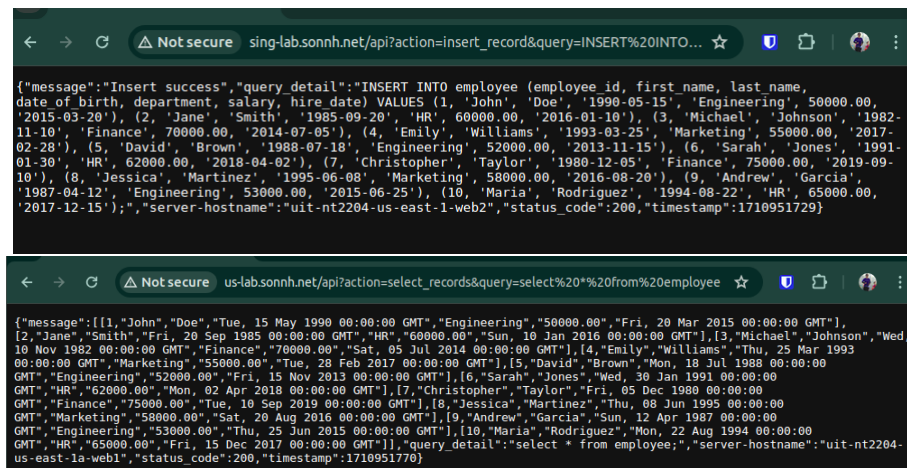 Not secure sing-lab.sonnh.net/api?action=insert_record&query=INSERT%20INTO...
{"message":"Insert success","query_detail":"INSERT INTO employee (employee_id, first_name, last_name,
date_of_birth, department, salary, hire_date) VALUES (1, 'John', 'Doe', '1990-05-15', 'Engineering', 50000.00,
'2015-03-20'), (2, 'Jane', 'Smith', '1985-09-20', 'HR', 60000.00, '2016-01-10'), (3, 'Michael', 'Johnson', '1982-
11-10', 'Finance', 70000.00, '2014-07-05'), (4, 'Emily', 'Williams', '1993-03-25', 'Marketing', 55000.00, '2017-
02-28'), (5, 'David', 'Brown', '1988-07-18', 'Engineering', 52000.00, '2013-11-15'), (6, 'Sarah', 'Jones', '1991-
01-30', 'HR', 62000.00, '2018-04-02'), (7, 'Christopher', 'Taylor', '1980-12-05', 'Finance', 75000.00, '2019-09-
10'), (8, 'Jessica', 'Martinez', '1995-06-08', 'Marketing', 58000.00, '2016-08-20'), (9, 'Andrew', 'Garcia',
'1987-04-12', 'Engineering', 53000.00, '2015-06-25'), (10, 'Maria', 'Rodriguez', '1994-08-22', 'HR', 65000.00,
'2017-12-15');","server-hostname":"uit-nt2204-us-east-1-web2","status_code":200,"timestamp":1710951729}
Not secure us-lab.sonnh.net/api?action=select_records&query=select%20*%20from%20employee
{"message":[[1,"John","Doe","Tue, 15 May 1990 00:00:00 GMT","Engineering","50000.00","Fri, 20 Mar 2015 00:00:00 GMT"],
[2,"Jane","Smith","Fri, 20 Sep 1985 00:00:00 GMT","HR","60000.00","Sun, 10 Jan 2016 00:00:00 GMT"],[3,"Michael","Johnson","Wed,
10 Nov 1982 00:00:00 GMT","Finance","70000.00","Sat, 05 Jul 2014 00:00:00 GMT"],[4,"Emily","Williams","Thu, 25 Mar 1993
00:00:00 GMT","Marketing","55000.00","Tue, 28 Feb 2017 00:00:00 GMT"],[5,"David","Brown","Mon, 18 Jul 1988 00:00:00
GMT","Engineering","52000.00","Fri, 15 Nov 2013 00:00:00 GMT"],[6,"Sarah","Jones","Wed, 30 Jan 1991 00:00:00
GMT","HR","62000.00","Mon, 02 Apr 2018 00:00:00 GMT"],[7,"Christopher","Taylor","Fri, 05 Dec 1980 00:00:00
GMT","Finance","75000.00","Tue, 10 Sep 2019 00:00:00 GMT"],[8,"Jessica","Martinez","Thu, 08 Jun 1995 00:00:00
GMT","Marketing","58000.00","Sat, 20 Aug 2016 00:00:00 GMT"],[9,"Andrew","Garcia","Sun, 12 Apr 1987 00:00:00
GMT","Engineering","53000.00","Thu, 25 Jun 2015 00:00:00 GMT"],[10,"Maria","Rodriguez","Mon, 22 Aug 1994 00:00:00
GMT","HR","65000.00","Fri, 15 Dec 2017 00:00:00 GMT"]],"query_detail":"select * from employee;","server-hostname":"uit-nt2204-
us-east-1a-web1","status_code":200,"timestamp":1710951770}